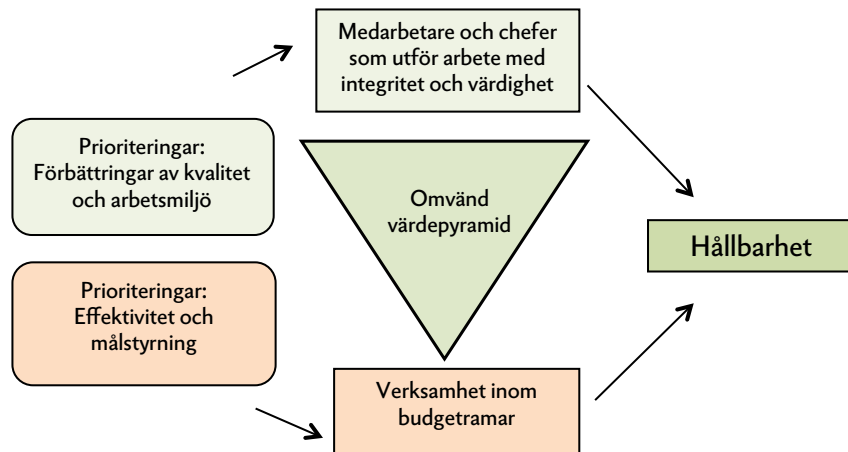 Medarbetare och chefer
som utför arbete med
integritet och värdighet
Prioriteringar:
Förbättringar av kvalitet
och arbetsmiljö
Omvänd
värdepyramid
Hållbarhet
Prioriteringar:
Effektivitet och
målstyrning
Verksamhet inom
budgetramar